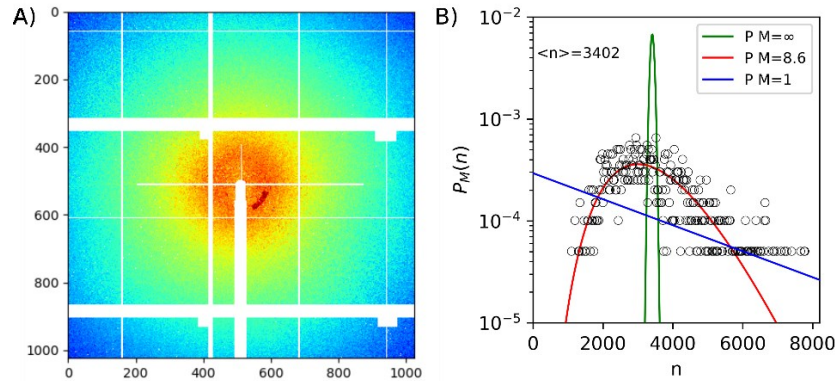 A)
0
200
400
600
800
1000
0 200 400 600 800 1000
B)
10⁻²
10⁻³
10⁻⁴
10⁻⁵
P_M(n)
<n>=3402
P M=∞
P M=8.6
P M=1
0 2000 4000 6000 8000
n